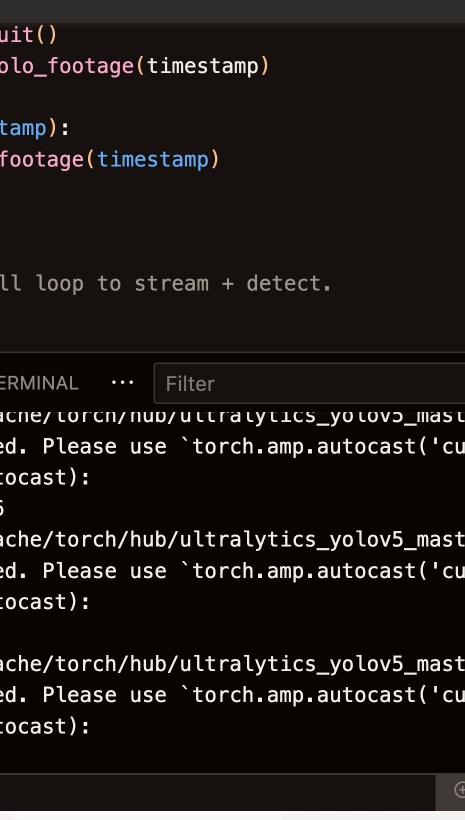 uit()
olo_footage(timestamp)
tamp):
footage(timestamp)
ll loop to stream + detect.
ERMINAL ··· Filter
ache/torch/hub/ultralytics_yolov5_mast
ed. Please use `torch.amp.autocast('cu
tocast):
6
ache/torch/hub/ultralytics_yolov5_mast
ed. Please use `torch.amp.autocast('cu
tocast):
ache/torch/hub/ultralytics_yolov5_mast
ed. Please use `torch.amp.autocast('cu
tocast):